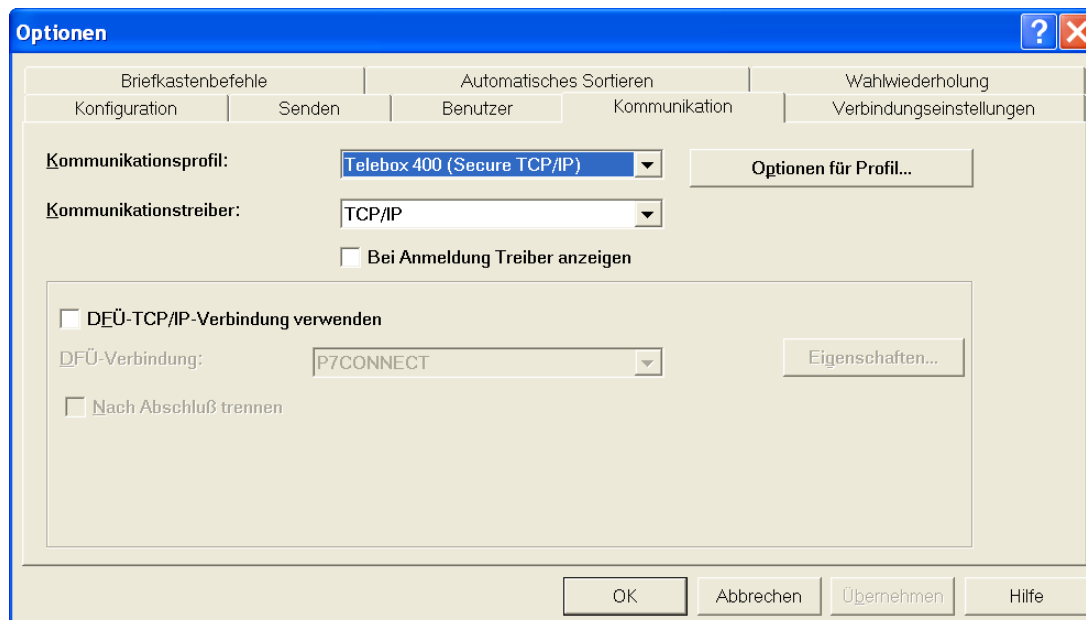 Optionen
Briefkastenbefehle Automatisches Sortieren Wahlwiederholung
Konfiguration Senden Benutzer Kommunikation Verbindungseinstellungen
Kommunikationsprofil: Telebox 400 (Secure TCP/IP) Optionen für Profil...
Kommunikationstreiber: TCP/IP
Bei Anmeldung Treiber anzeigen
DFÜ-TCP/IP-Verbindung verwenden
DFÜ-Verbindung: P7CONNECT Eigenschaften...
Nach Abschluß trennen
OK Abbrechen Übernehmen Hilfe